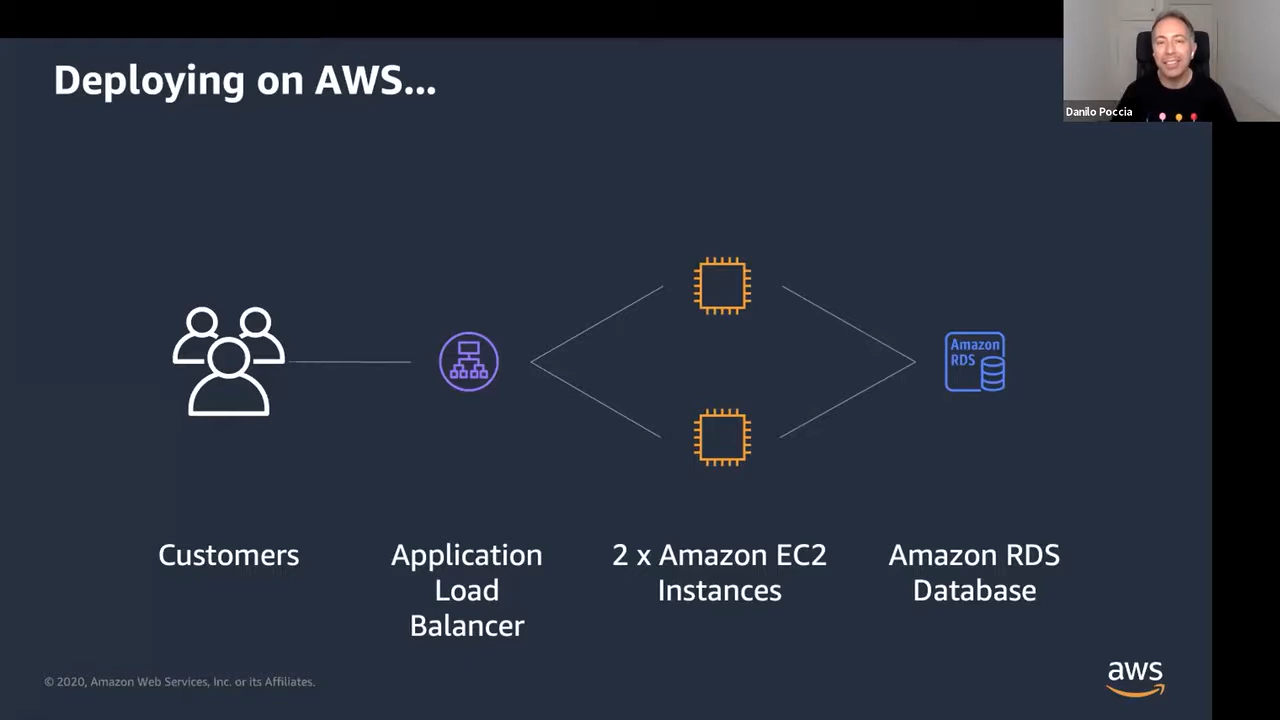 Deploying on AWS...
Danilo Poccia
Amazon
RDS
Customers
Application
Load
Balancer
2 x Amazon EC2
Instances
Amazon RDS
Database
© 2020, Amazon Web Services, Inc. or its Affiliates.
aws